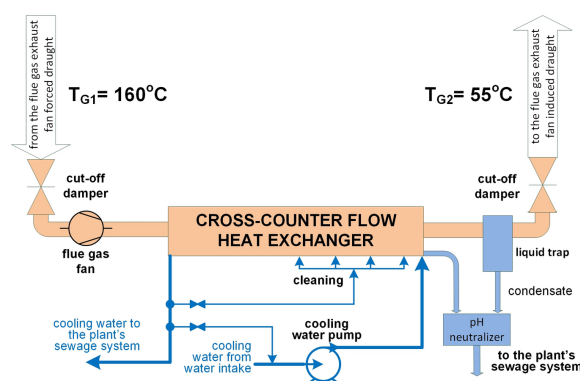 from the flue gas exhaust
fan forced draught
T_G1= 160°C
T_G2= 55°C
to the flue gas exhaust
fan induced draught
cut-off
damper
cut-off
damper
CROSS-COUNTER FLOW
HEAT EXCHANGER
flue gas
fan
liquid trap
cleaning
condensate
cooling water to
the plant's
sewage system
cooling
water from
water intake
cooling
water pump
pH
neutralizer
to the plant's
sewage system